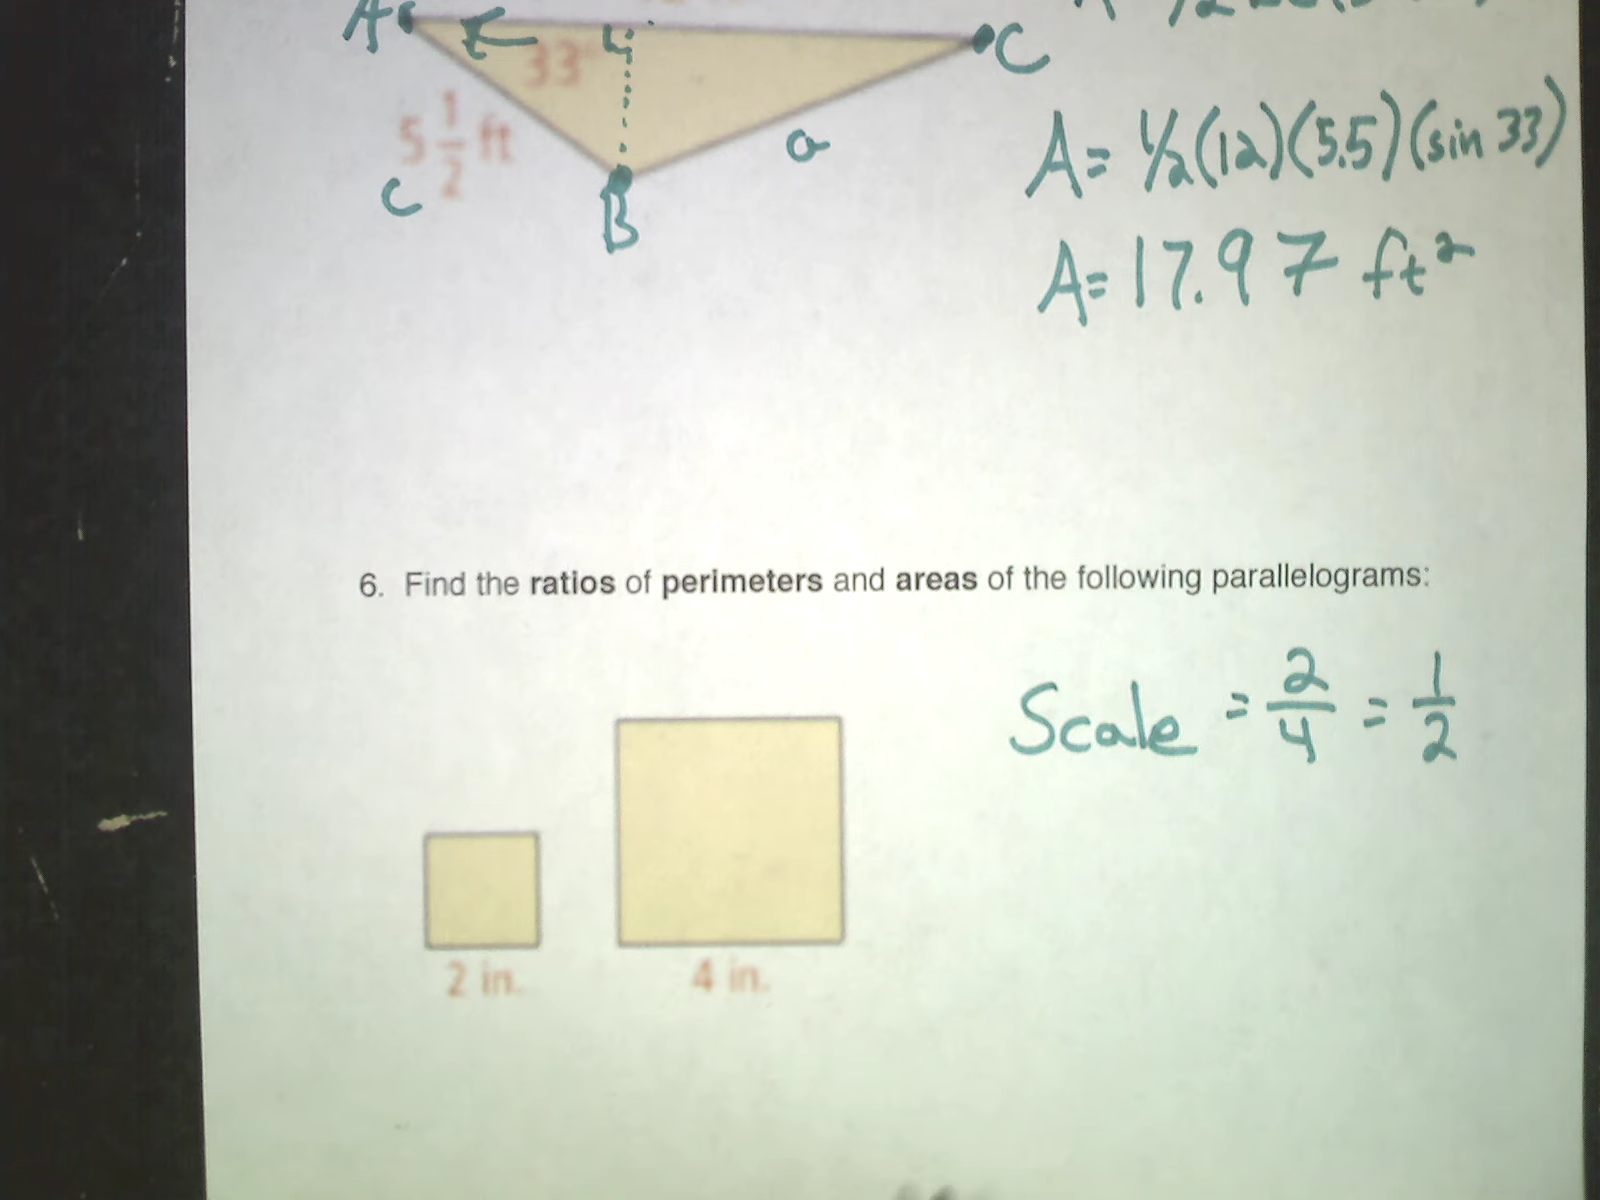 A
C
33°
5 1/2 ft
a
c
B
A= 1/2(12)(5.5)(sin 33)
A= 17.97 ft²
6. Find the ratios of perimeters and areas of the following parallelograms:
Scale = 2/4 = 1/2
2 in.
4 in.